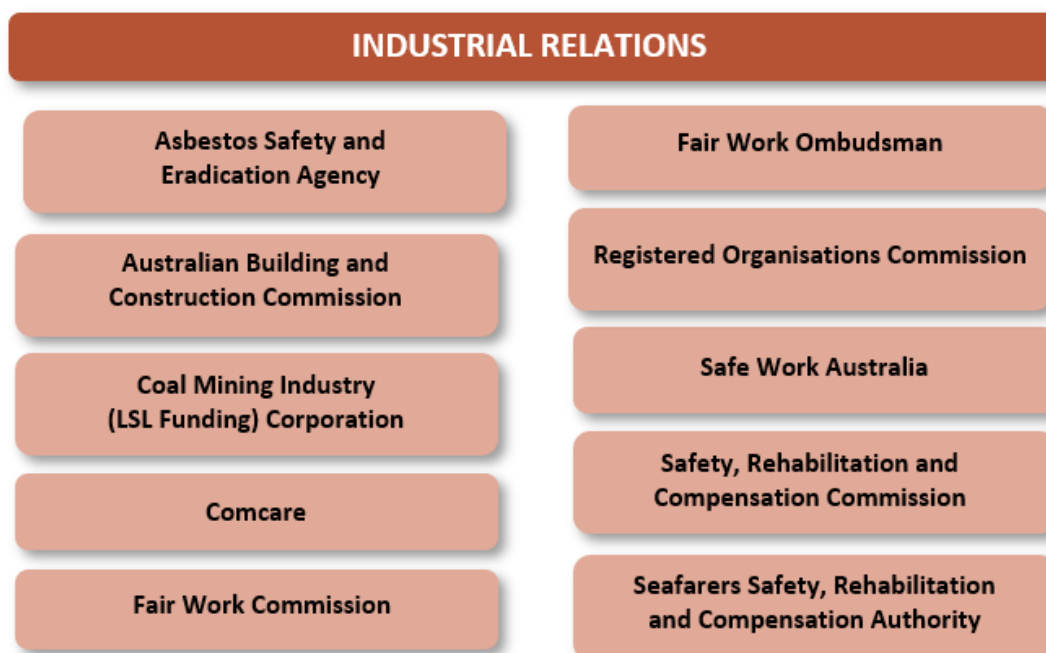 INDUSTRIAL RELATIONS
Asbestos Safety and
Eradication Agency
Australian Building and
Construction Commission
Coal Mining Industry
(LSL Funding) Corporation
Comcare
Fair Work Commission
Fair Work Ombudsman
Registered Organisations Commission
Safe Work Australia
Safety, Rehabilitation and
Compensation Commission
Seafarers Safety, Rehabilitation
and Compensation Authority